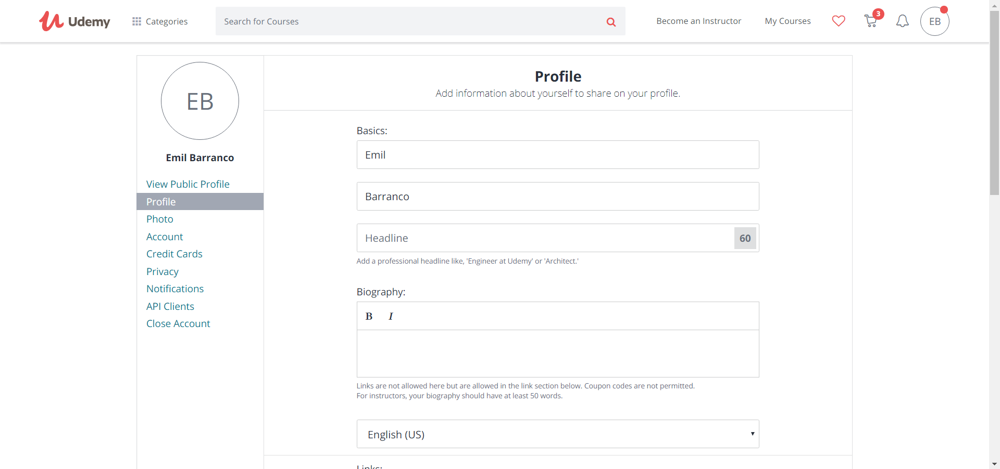 Udemy
Categories
Search for Courses
Become an Instructor
My Courses
3
EB
EB
Emil Barranco
View Public Profile
Profile
Photo
Account
Credit Cards
Privacy
Notifications
API Clients
Close Account
Profile
Add information about yourself to share on your profile.
Basics:
Emil
Barranco
Headline
60
Add a professional headline like, 'Engineer at Udemy' or 'Architect.'
Biography:
B I
Links are not allowed here but are allowed in the link section below. Coupon codes are not permitted.
For instructors, your biography should have at least 50 words.
English (US)
Links: